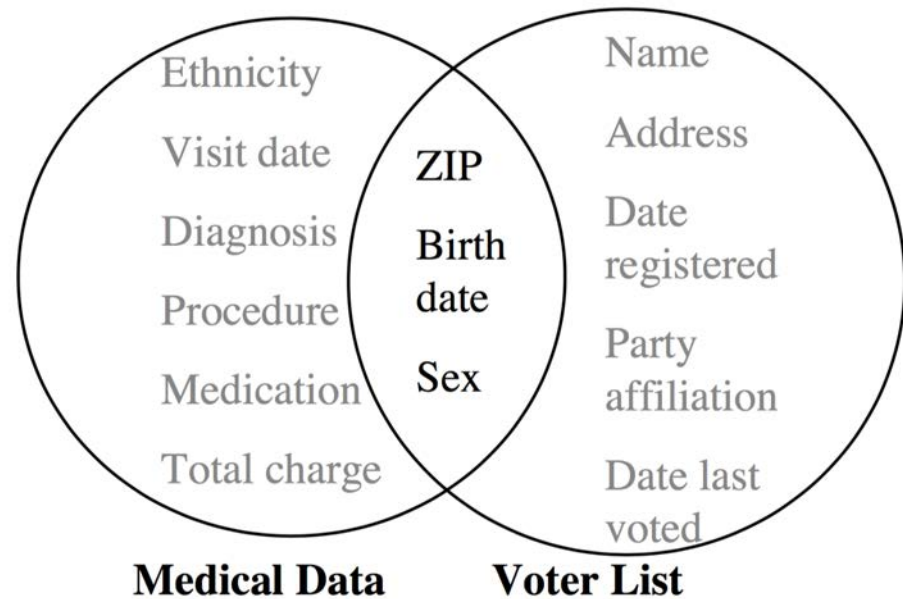 Ethnicity
Visit date
Diagnosis
Procedure
Medication
Total charge
ZIP
Birth
date
Sex
Name
Address
Date
registered
Party
affiliation
Date last
voted
Medical Data
Voter List